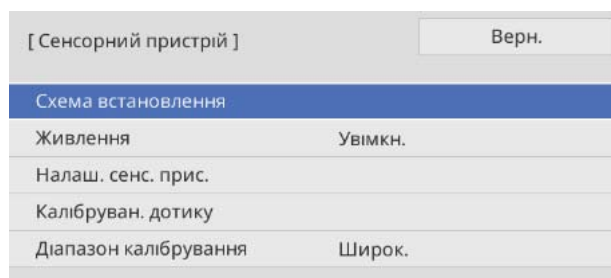 [ Сенсорний пристрій ] Верн.
Схема встановлення
Живлення Увімкн.
Налаш. сенс. прис.
Калібруван. дотику
Діапазон калібрування Широк.